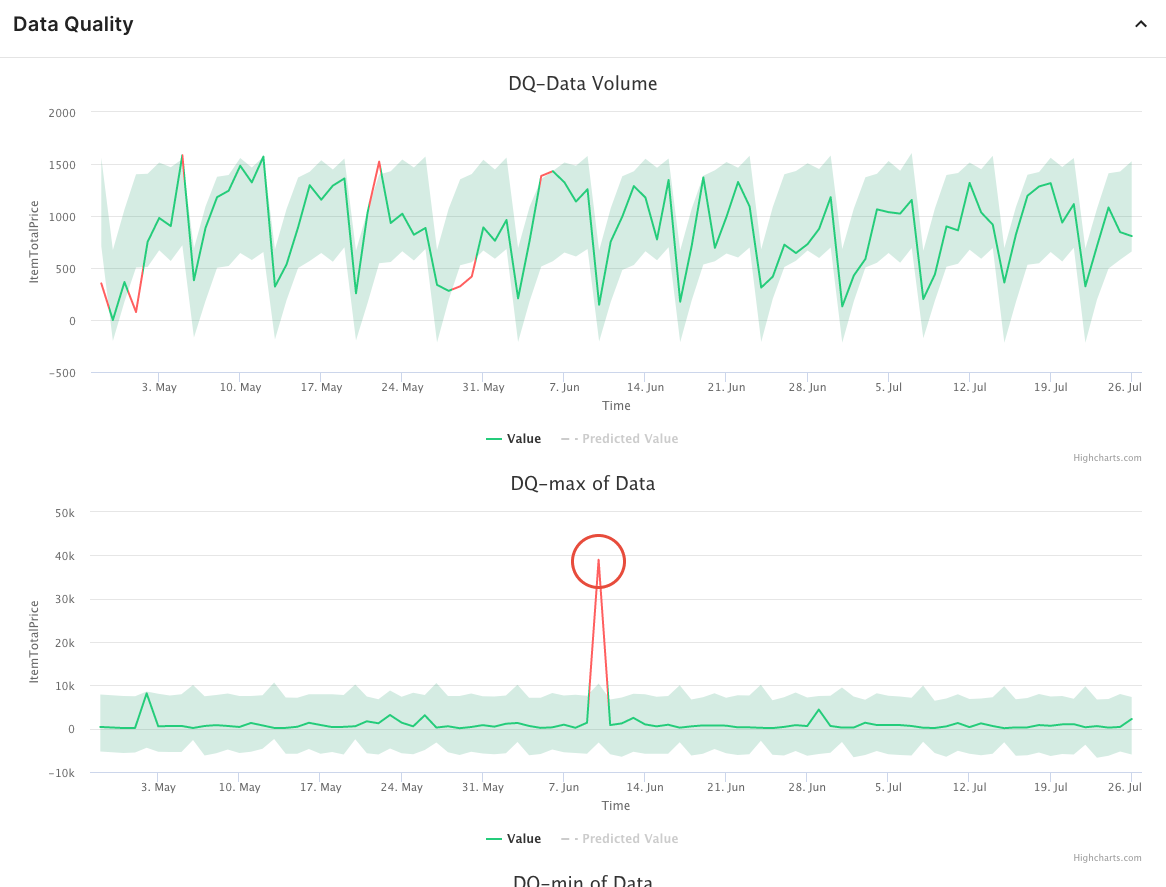 Data Quality
DQ-Data Volume
2000
1500
1000
500
0
−500
ItemTotalPrice
3. May 10. May 17. May 24. May 31. May 7. Jun 14. Jun 21. Jun 28. Jun 5. Jul 12. Jul 19. Jul 26. Jul
Time
Value Predicted Value
Highcharts.com
DQ-max of Data
50k
40k
30k
20k
10k
0
−10k
ItemTotalPrice
3. May 10. May 17. May 24. May 31. May 7. Jun 14. Jun 21. Jun 28. Jun 5. Jul 12. Jul 19. Jul 26. Jul
Time
Value Predicted Value
Highcharts.com
DQ-min of Data